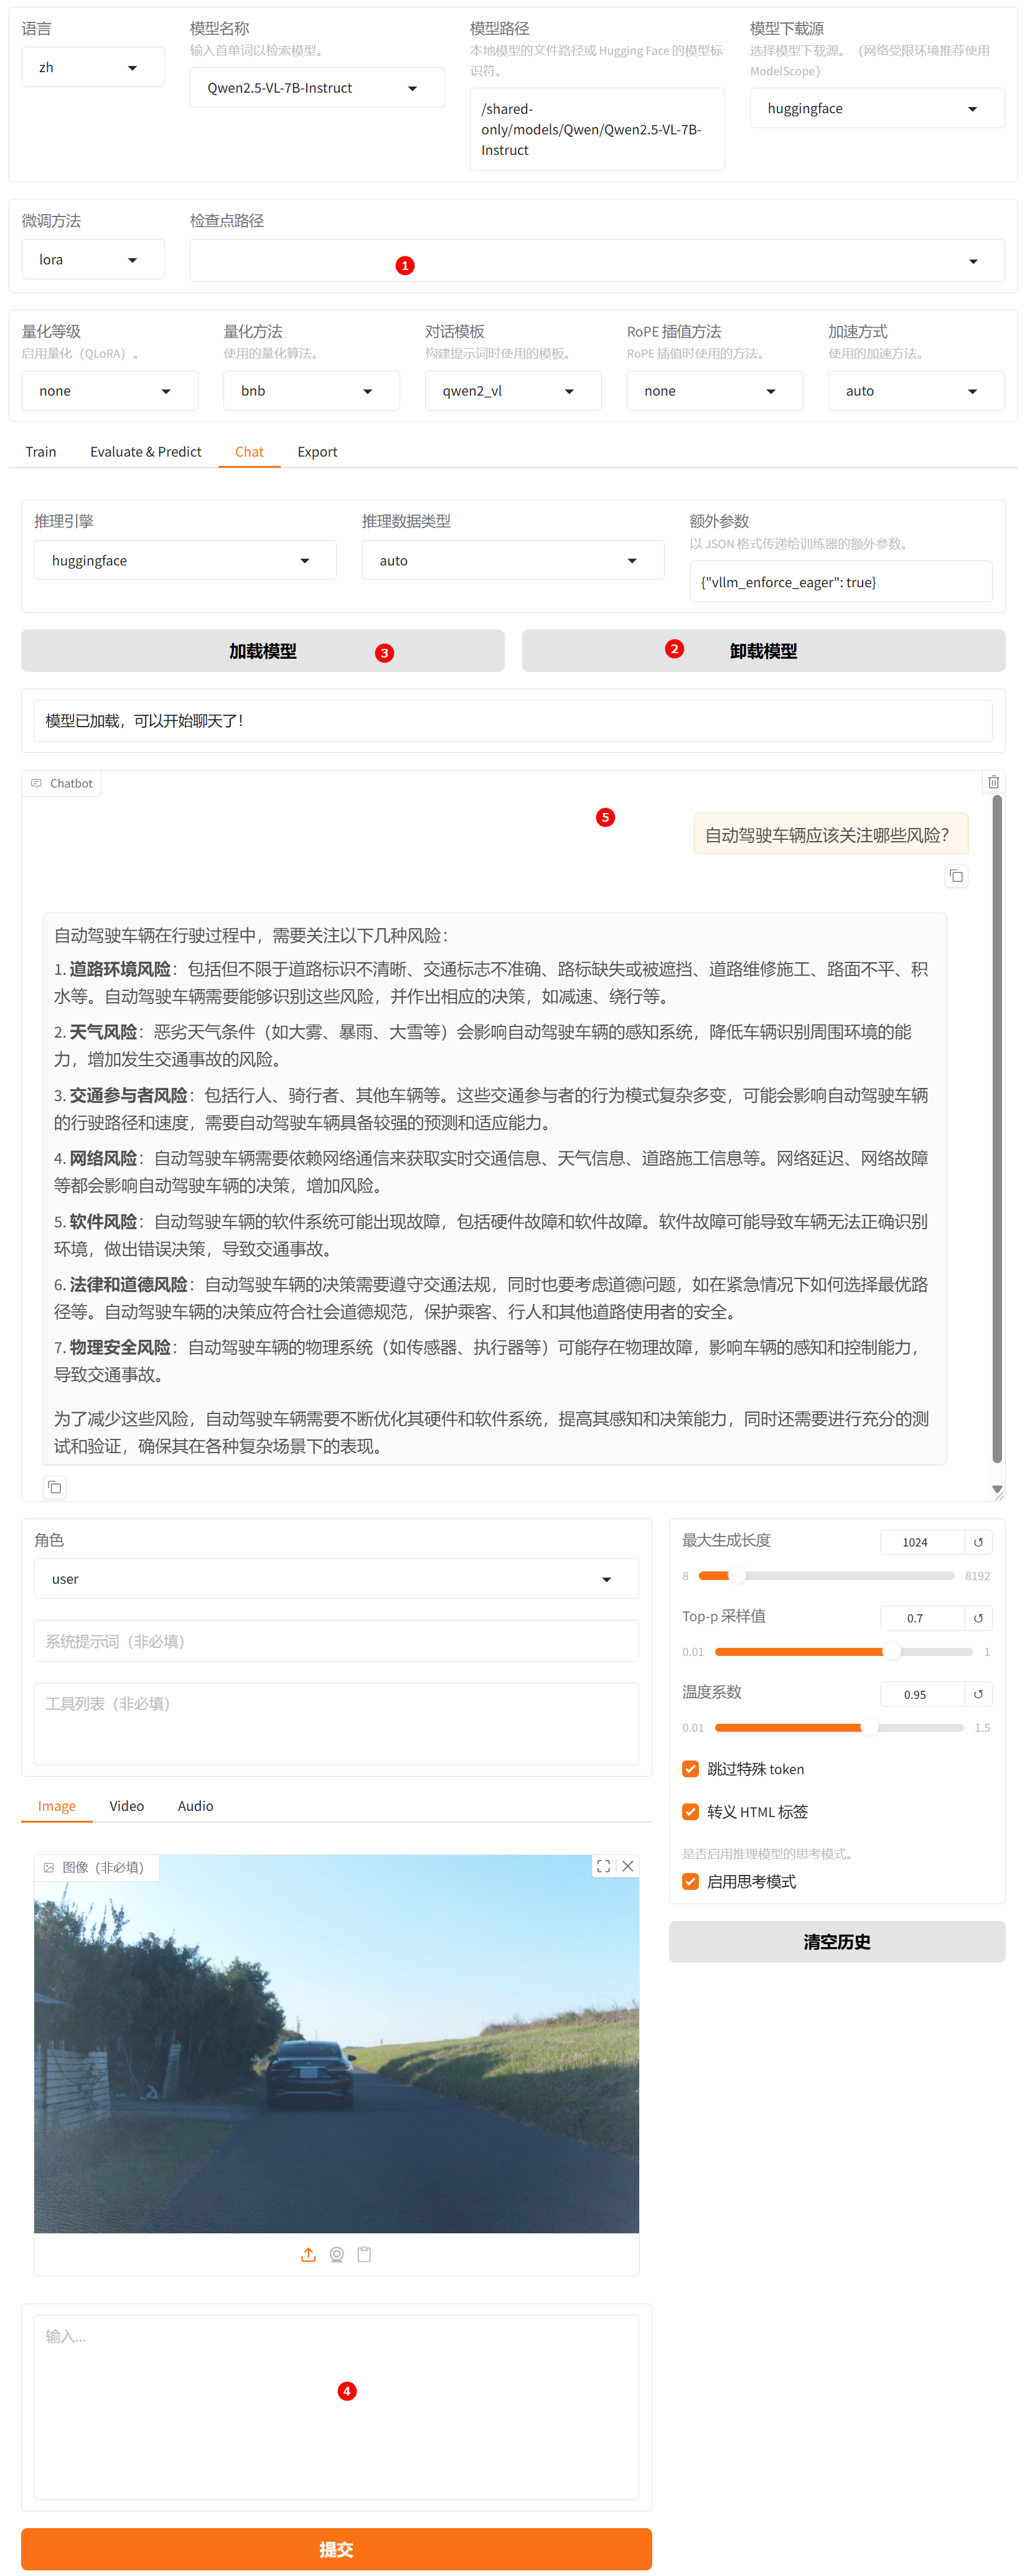 语言
zh
模型名称
输入首单词以检索模型。
Qwen2.5-VL-7B-Instruct
模型路径
本地模型的文件路径或 Hugging Face 的模型标
识符。
/shared-
only/models/Qwen/Qwen2.5-VL-7B-
Instruct
模型下载源
选择模型下载源。（网络受限环境推荐使用
ModelScope）
huggingface
微调方法
lora
检查点路径
1
量化等级
启用量化（QLoRA）。
none
量化方法
使用的量化算法。
bnb
对话模板
构建提示词时使用的模板。
qwen2_vl
RoPE 插值方法
RoPE 插值时使用的方法。
none
加速方式
使用的加速方法。
auto
Train Evaluate & Predict Chat Export
推理引擎
huggingface
推理数据类型
auto
额外参数
以 JSON 格式传递给训练器的额外参数。
{"vllm_enforce_eager": true}
加载模型 3
2 卸载模型
模型已加载，可以开始聊天了！
Chatbot
5
自动驾驶车辆应该关注哪些风险？
自动驾驶车辆在行驶过程中，需要关注以下几种风险：
1. 道路环境风险：包括但不限于道路标识不清晰、交通标志不准确、路标缺失或被遮挡、道路维修施工、路面不平、积
水等。自动驾驶车辆需要能够识别这些风险，并作出相应的决策，如减速、绕行等。
2. 天气风险：恶劣天气条件（如大雾、暴雨、大雪等）会影响自动驾驶车辆的感知系统，降低车辆识别周围环境的能
力，增加发生交通事故的风险。
3. 交通参与者风险：包括行人、骑行者、其他车辆等。这些交通参与者的行为模式复杂多变，可能会影响自动驾驶车辆
的行驶路径和速度，需要自动驾驶车辆具备较强的预测和适应能力。
4. 网络风险：自动驾驶车辆需要依赖网络通信来获取实时交通信息、天气信息、道路施工信息等。网络延迟、网络故障
等都会影响自动驾驶车辆的决策，增加风险。
5. 软件风险：自动驾驶车辆的软件系统可能出现故障，包括硬件故障和软件故障。软件故障可能导致车辆无法正确识别
环境，做出错误决策，导致交通事故。
6. 法律和道德风险：自动驾驶车辆的决策需要遵守交通法规，同时也要考虑道德问题，如在紧急情况下如何选择最优路
径等。自动驾驶车辆的决策应符合社会道德规范，保护乘客、行人和其他道路使用者的安全。
7. 物理安全风险：自动驾驶车辆的物理系统（如传感器、执行器等）可能存在物理故障，影响车辆的感知和控制能力，
导致交通事故。
为了减少这些风险，自动驾驶车辆需要不断优化其硬件和软件系统，提高其感知和决策能力，同时还需要进行充分的测
试和验证，确保其在各种复杂场景下的表现。
角色
user
系统提示词（非必填）
工具列表（非必填）
Image Video Audio
图像（非必填）
输入...
4
提交
最大生成长度
1024
8 8192
Top-p 采样值
0.7
0.01 1
温度系数
0.95
0.01 1.5
跳过特殊 token
转义 HTML 标签
是否启用推理模型的思考模式。
启用思考模式
清空历史